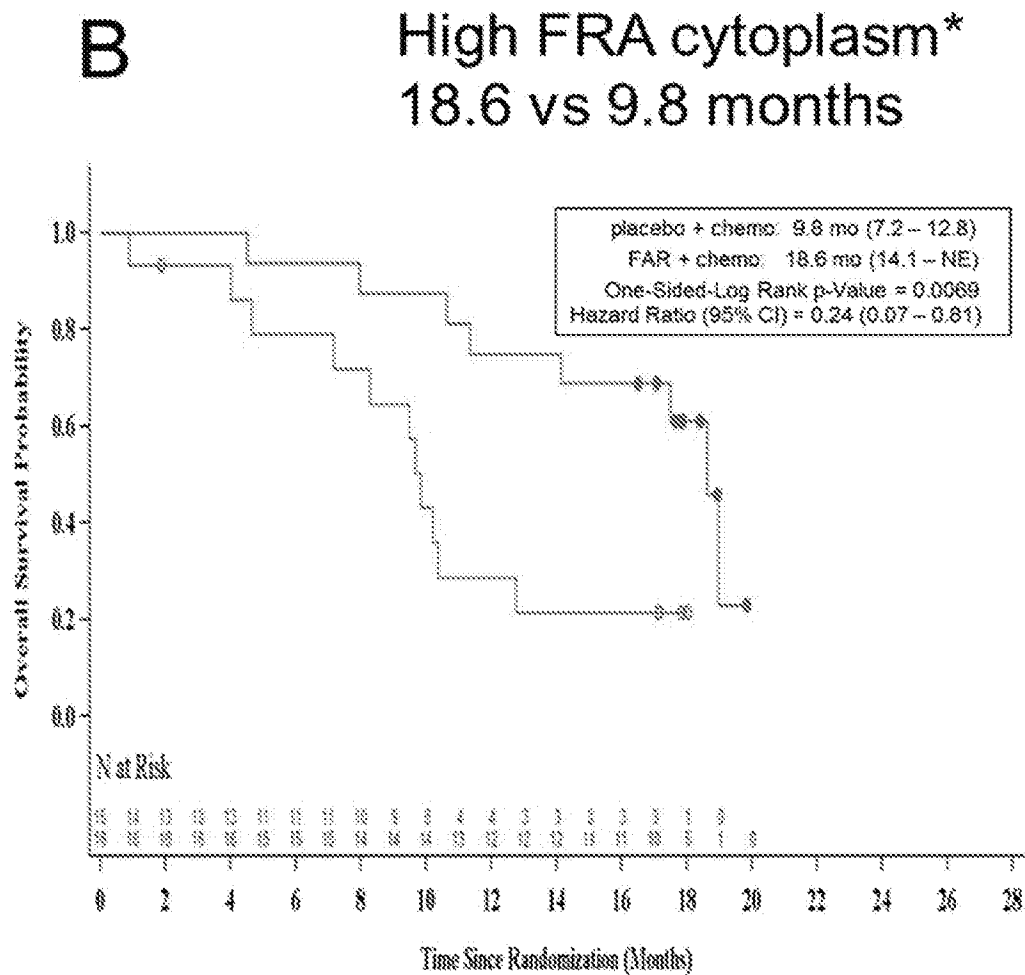 B
High FRA cytoplasm*
18.6 vs 9.8 months
placebo + chemo: 9.8 mo (7.2 – 12.8)
FAR + chemo: 18.6 mo (14.1 – NE)
One-Sided-Log Rank p-Value = 0.0069
Hazard Ratio (95% CI) = 0.24 (0.07 – 0.81)
Overall Survival Probability
1.0
0.8
0.6
0.4
0.2
0.0
N at Risk
0 2 4 6 8 10 12 14 16 18 20 22 24 26 28
Time Since Randomization (Months)